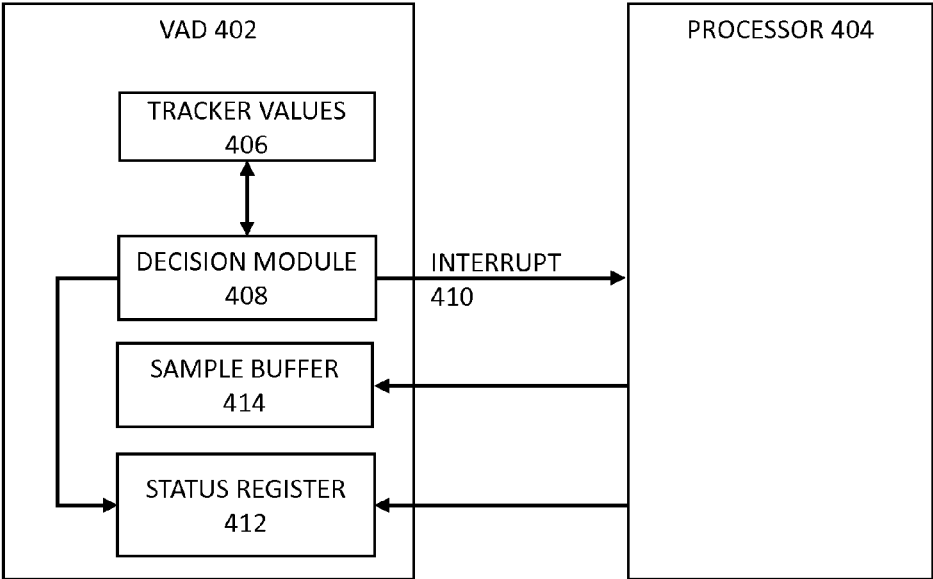 VAD 402
PROCESSOR 404
TRACKER VALUES
406
DECISION MODULE
408
INTERRUPT
410
SAMPLE BUFFER
414
STATUS REGISTER
412